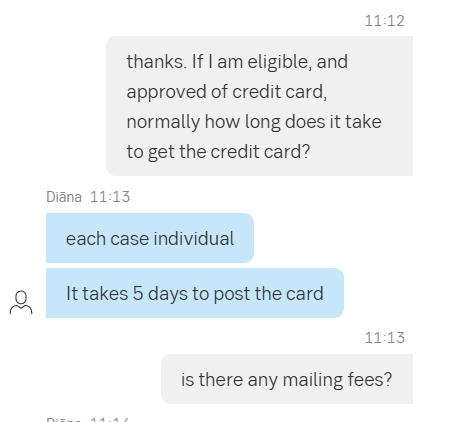 11:12
thanks. If I am eligible, and
approved of credit card,
normally how long does it take
to get the credit card?
Diāna 11:13
each case individual
It takes 5 days to post the card
11:13
is there any mailing fees?